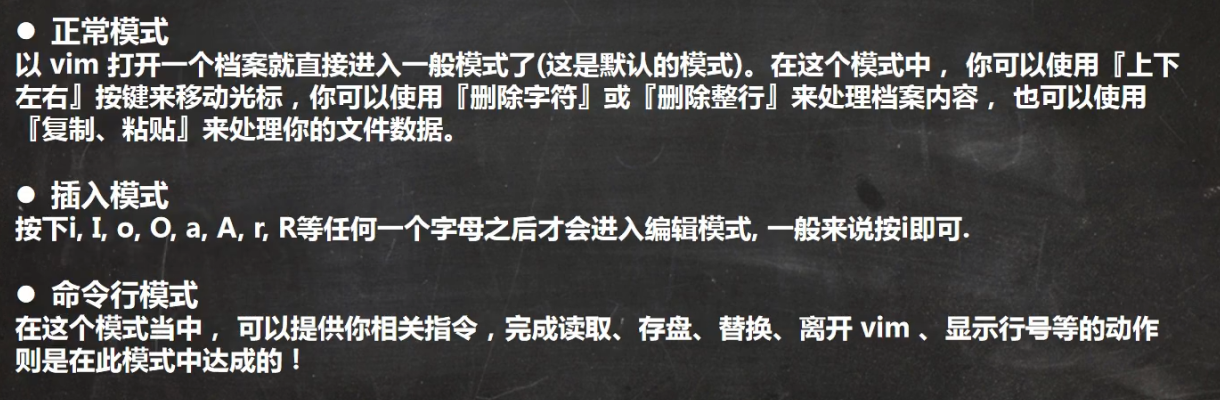 ● 正常模式
以 vim 打开一个档案就直接进入一般模式了(这是默认的模式)。在这个模式中， 你可以使用『上下
左右』按键来移动光标，你可以使用『删除字符』或『删除整行』来处理档案内容， 也可以使用
『复制、粘贴』来处理你的文件数据。
● 插入模式
按下i, I, o, O, a, A, r, R等任何一个字母之后才会进入编辑模式, 一般来说按i即可.
● 命令行模式
在这个模式当中， 可以提供你相关指令，完成读取、存盘、替换、离开 vim 、显示行号等的动作
则是在此模式中达成的！